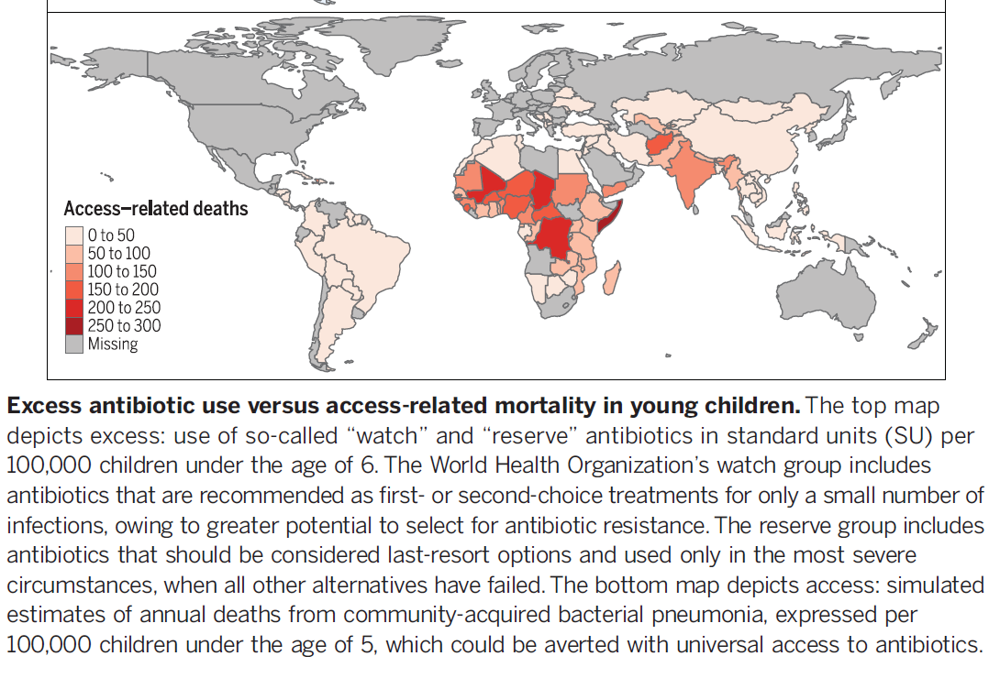 Access–related deaths
0 to 50
50 to 100
100 to 150
150 to 200
200 to 250
250 to 300
Missing
Excess antibiotic use versus access-related mortality in young children. The top map
depicts excess: use of so-called “watch” and “reserve” antibiotics in standard units (SU) per
100,000 children under the age of 6. The World Health Organization’s watch group includes
antibiotics that are recommended as first- or second-choice treatments for only a small number of
infections, owing to greater potential to select for antibiotic resistance. The reserve group includes
antibiotics that should be considered last-resort options and used only in the most severe
circumstances, when all other alternatives have failed. The bottom map depicts access: simulated
estimates of annual deaths from community-acquired bacterial pneumonia, expressed per
100,000 children under the age of 5, which could be averted with universal access to antibiotics.